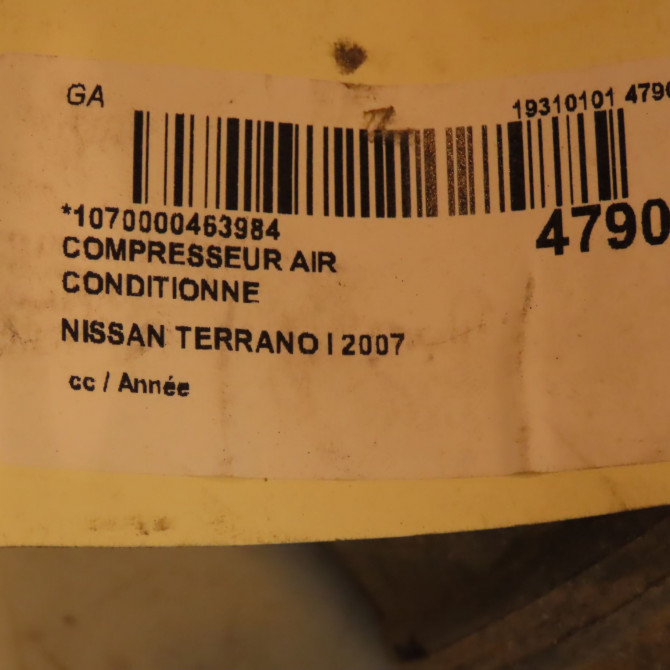 GA
19310101 4790
*1070000463984
4790
COMPRESSEUR AIR
CONDITIONNE
NISSAN TERRANO I 2007
cc / Année